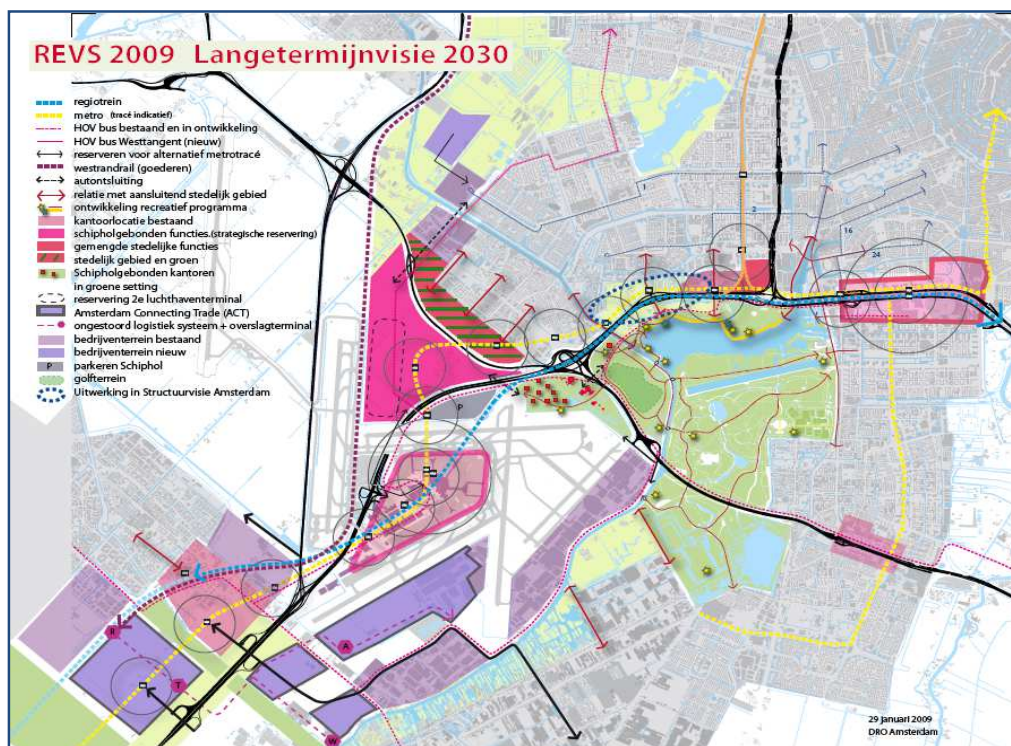 REVS 2009 Langetermijnvisie 2030
regiotrein
metro (tracé indicatief)
HOV bus bestaand en in ontwikkeling
HOV bus Westtangent (nieuw)
reserveren voor alternatief metrotracé
westrandrail (goederen)
autontsluiting
relatie met aansluitend stedelijk gebied
ontwikkeling recreatief programma
kantoorlocatie bestaand
schipholgebonden functies.(strategische reservering)
gemengde stedelijke functies
stedelijk gebied en groen
Schipholgebonden kantoren
in groene setting
reservering 2e luchthaventerminal
Amsterdam Connecting Trade (ACT)
ongestoord logistiek systeem + overslagterminal
bedrijventerrein bestaand
bedrijventerrein nieuw
P parkeren Schiphol
golfterrein
Uitwerking in Structuurvisie Amsterdam
1
2
16
24
P
R
A
T
W
29 januari 2009
DRO Amsterdam